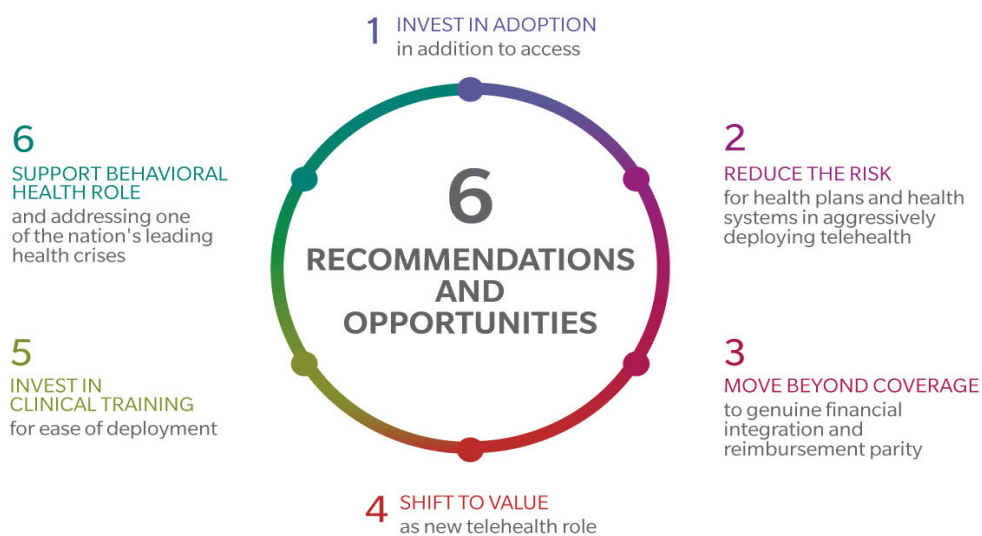 1 INVEST IN ADOPTION
in addition to access
2
REDUCE THE RISK
for health plans and health
systems in aggressively
deploying telehealth
3
MOVE BEYOND COVERAGE
to genuine financial
integration and
reimbursement parity
4 SHIFT TO VALUE
as new telehealth role
5
INVEST IN
CLINICAL TRAINING
for ease of deployment
6
SUPPORT BEHAVIORAL
HEALTH ROLE
and addressing one
of the nation's leading
health crises
6
RECOMMENDATIONS
AND
OPPORTUNITIES